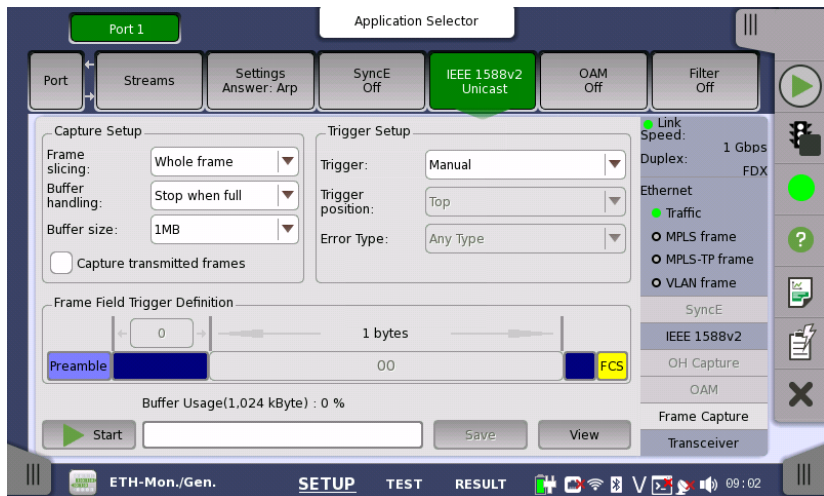 Port 1
Application Selector
Port
Streams
Settings
Answer: Arp
SyncE
Off
IEEE 1588v2
Unicast
OAM
Off
Filter
Off
Capture Setup
Frame
slicing:
Whole frame
Buffer
handling:
Stop when full
Buffer size:
1MB
Capture transmitted frames
Trigger Setup
Trigger:
Manual
Trigger
position:
Top
Error Type:
Any Type
Frame Field Trigger Definition
0
1 bytes
Preamble
00
FCS
Buffer Usage(1,024 kByte) : 0 %
Start
Save
View
Link
Speed:
1 Gbps
Duplex:
FDX
Ethernet
Traffic
MPLS frame
MPLS-TP frame
VLAN frame
SyncE
IEEE 1588v2
OH Capture
OAM
Frame Capture
Transceiver
ETH-Mon./Gen.
SETUP
TEST
RESULT
V
09:02